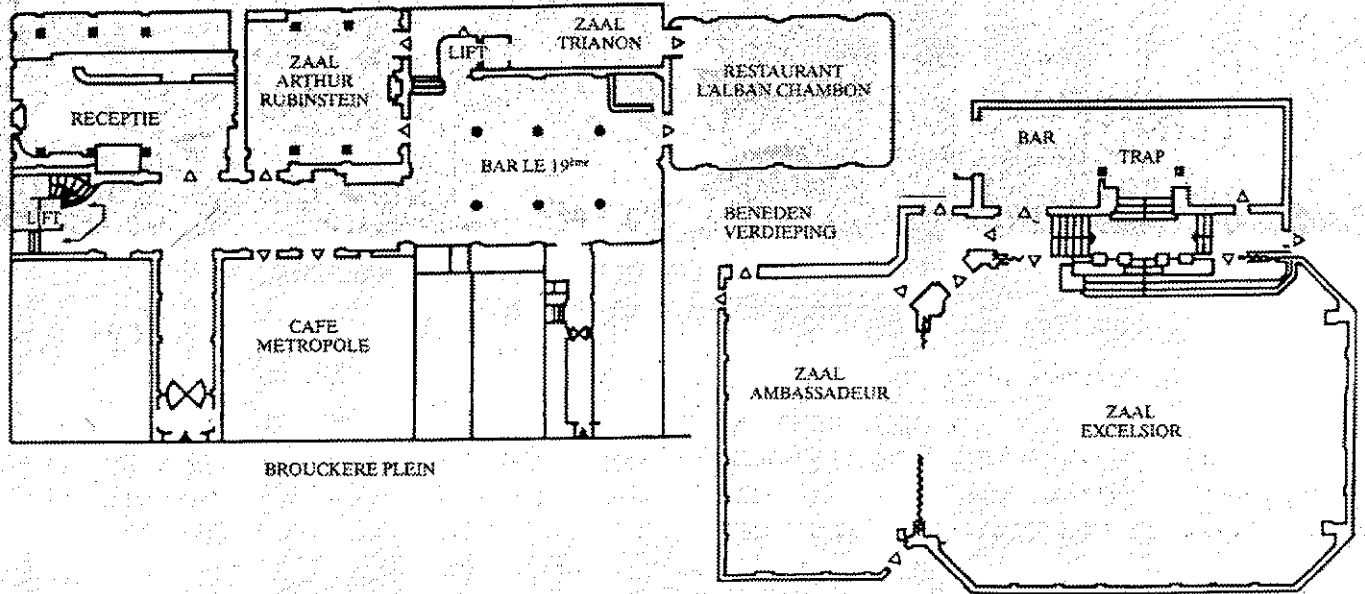 ZAAL
TRIANON
LIFT
ZAAL
ARTHUR
RUBINSTEIN
RESTAURANT
L'ALBAN CHAMBON
RECEPTIE
BAR LE 19ème
LIFT
BAR
TRAP
BENEDEN
VERDIEPING
CAFE
METROPOLE
ZAAL
AMBASSADEUR
ZAAL
EXCELSIOR
BROUCKERE PLEIN